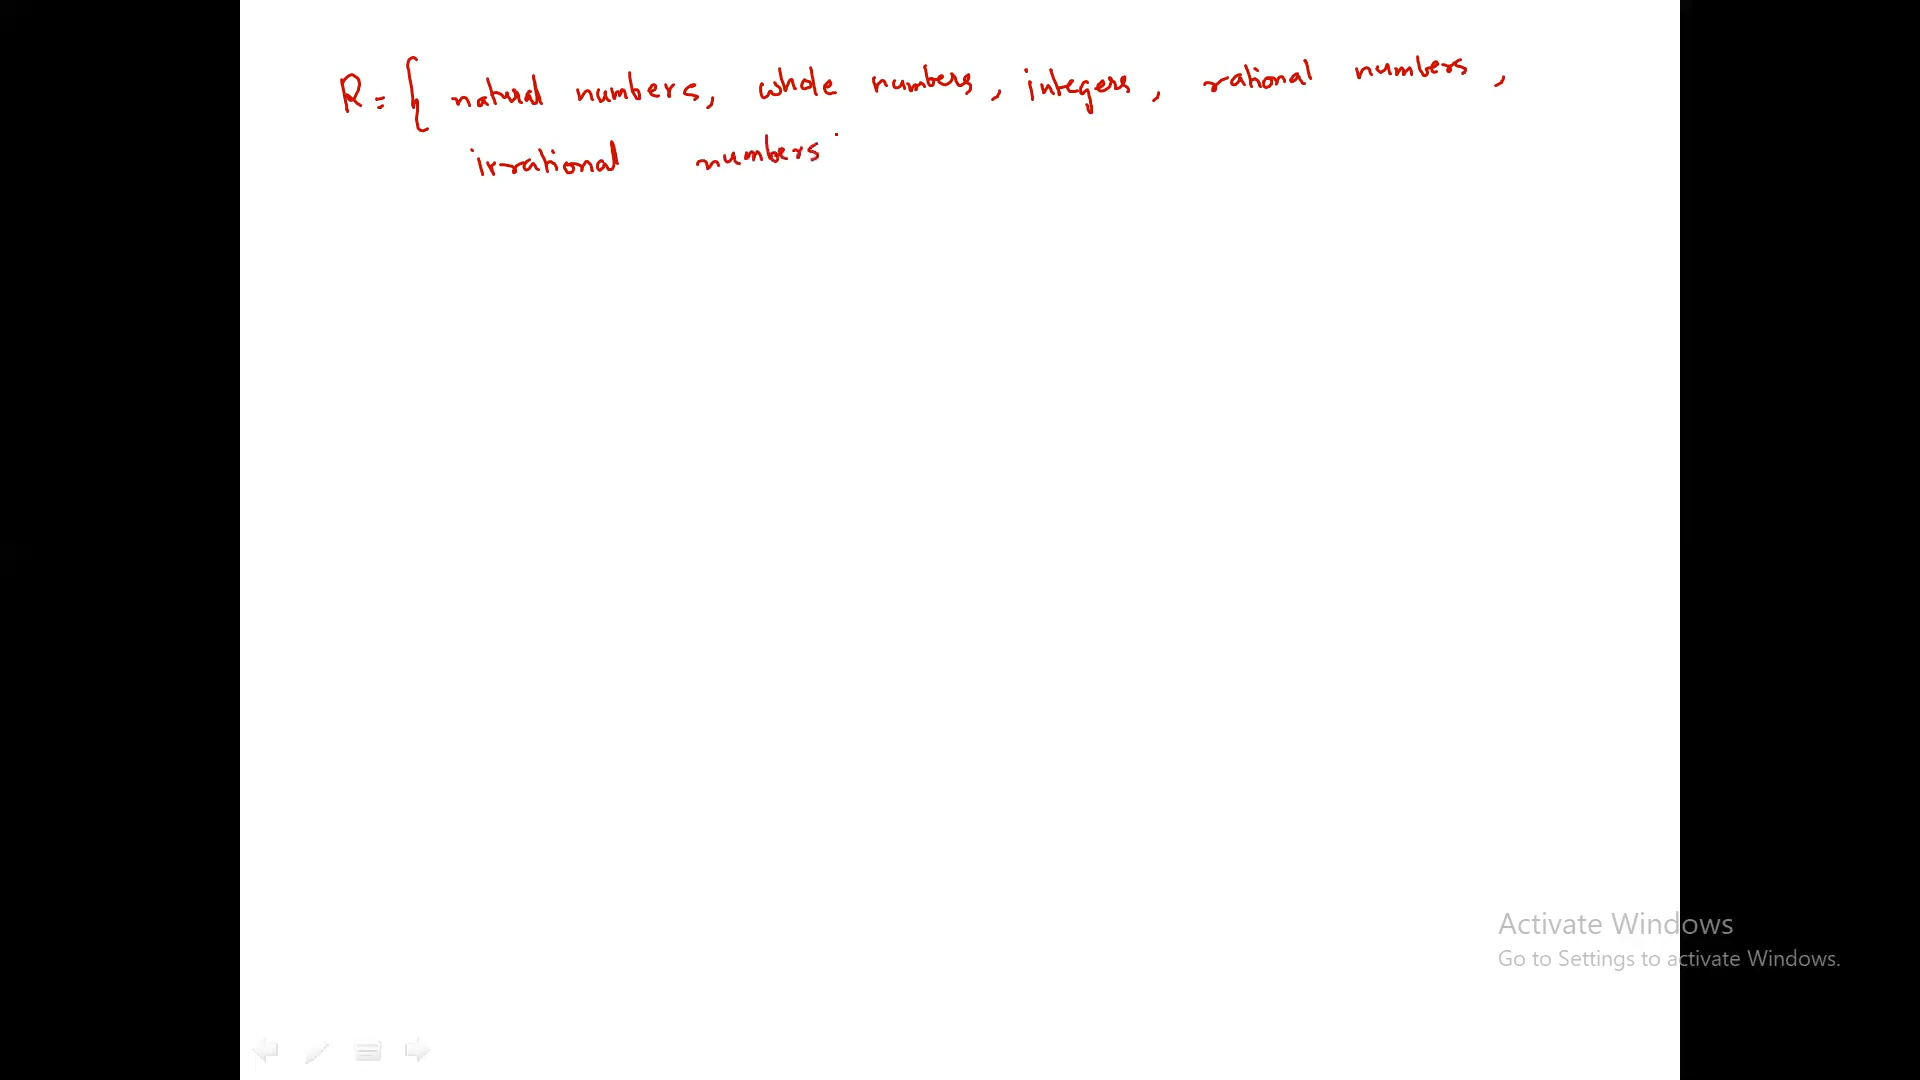 R = { natural numbers, whole numbers, integers, rational numbers,
irrational numbers
Activate Windows
Go to Settings to activate Windows.